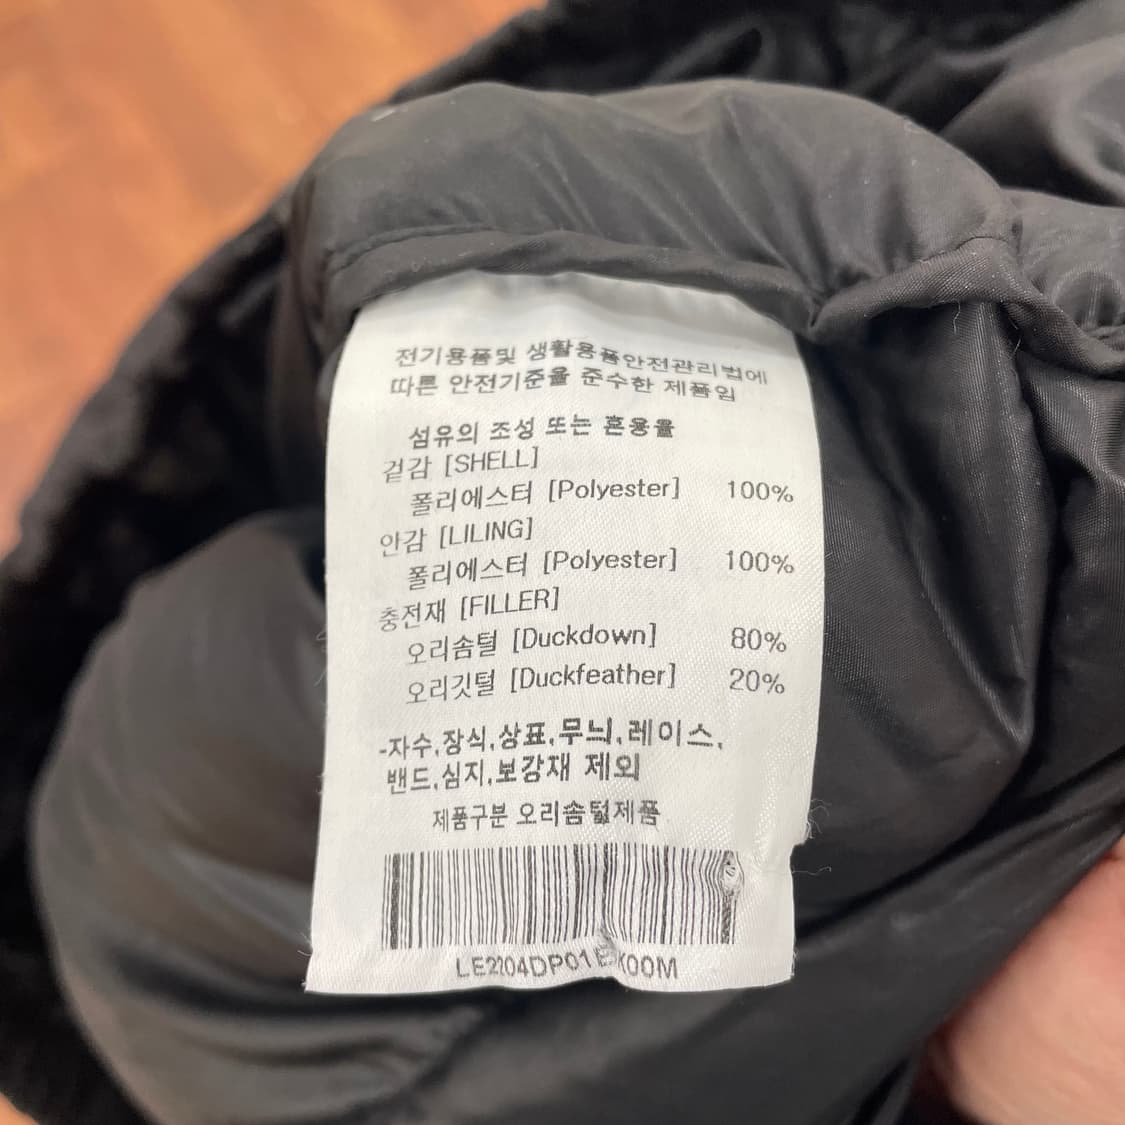 전기용품및 생활용품안전관리법에
따른 안전기준을 준수한 제품임
섬유의 조성 또는 혼용율
겉감 [SHELL]
폴리에스터 [Polyester] 100%
안감 [LILING]
폴리에스터 [Polyester] 100%
충전재 [FILLER]
오리솜털 [Duckdown] 80%
오리깃털 [Duckfeather] 20%
-자수,장식,상표,무늬,레이스,
밴드,심지,보강재 제외
제품구분 오리솜털제품